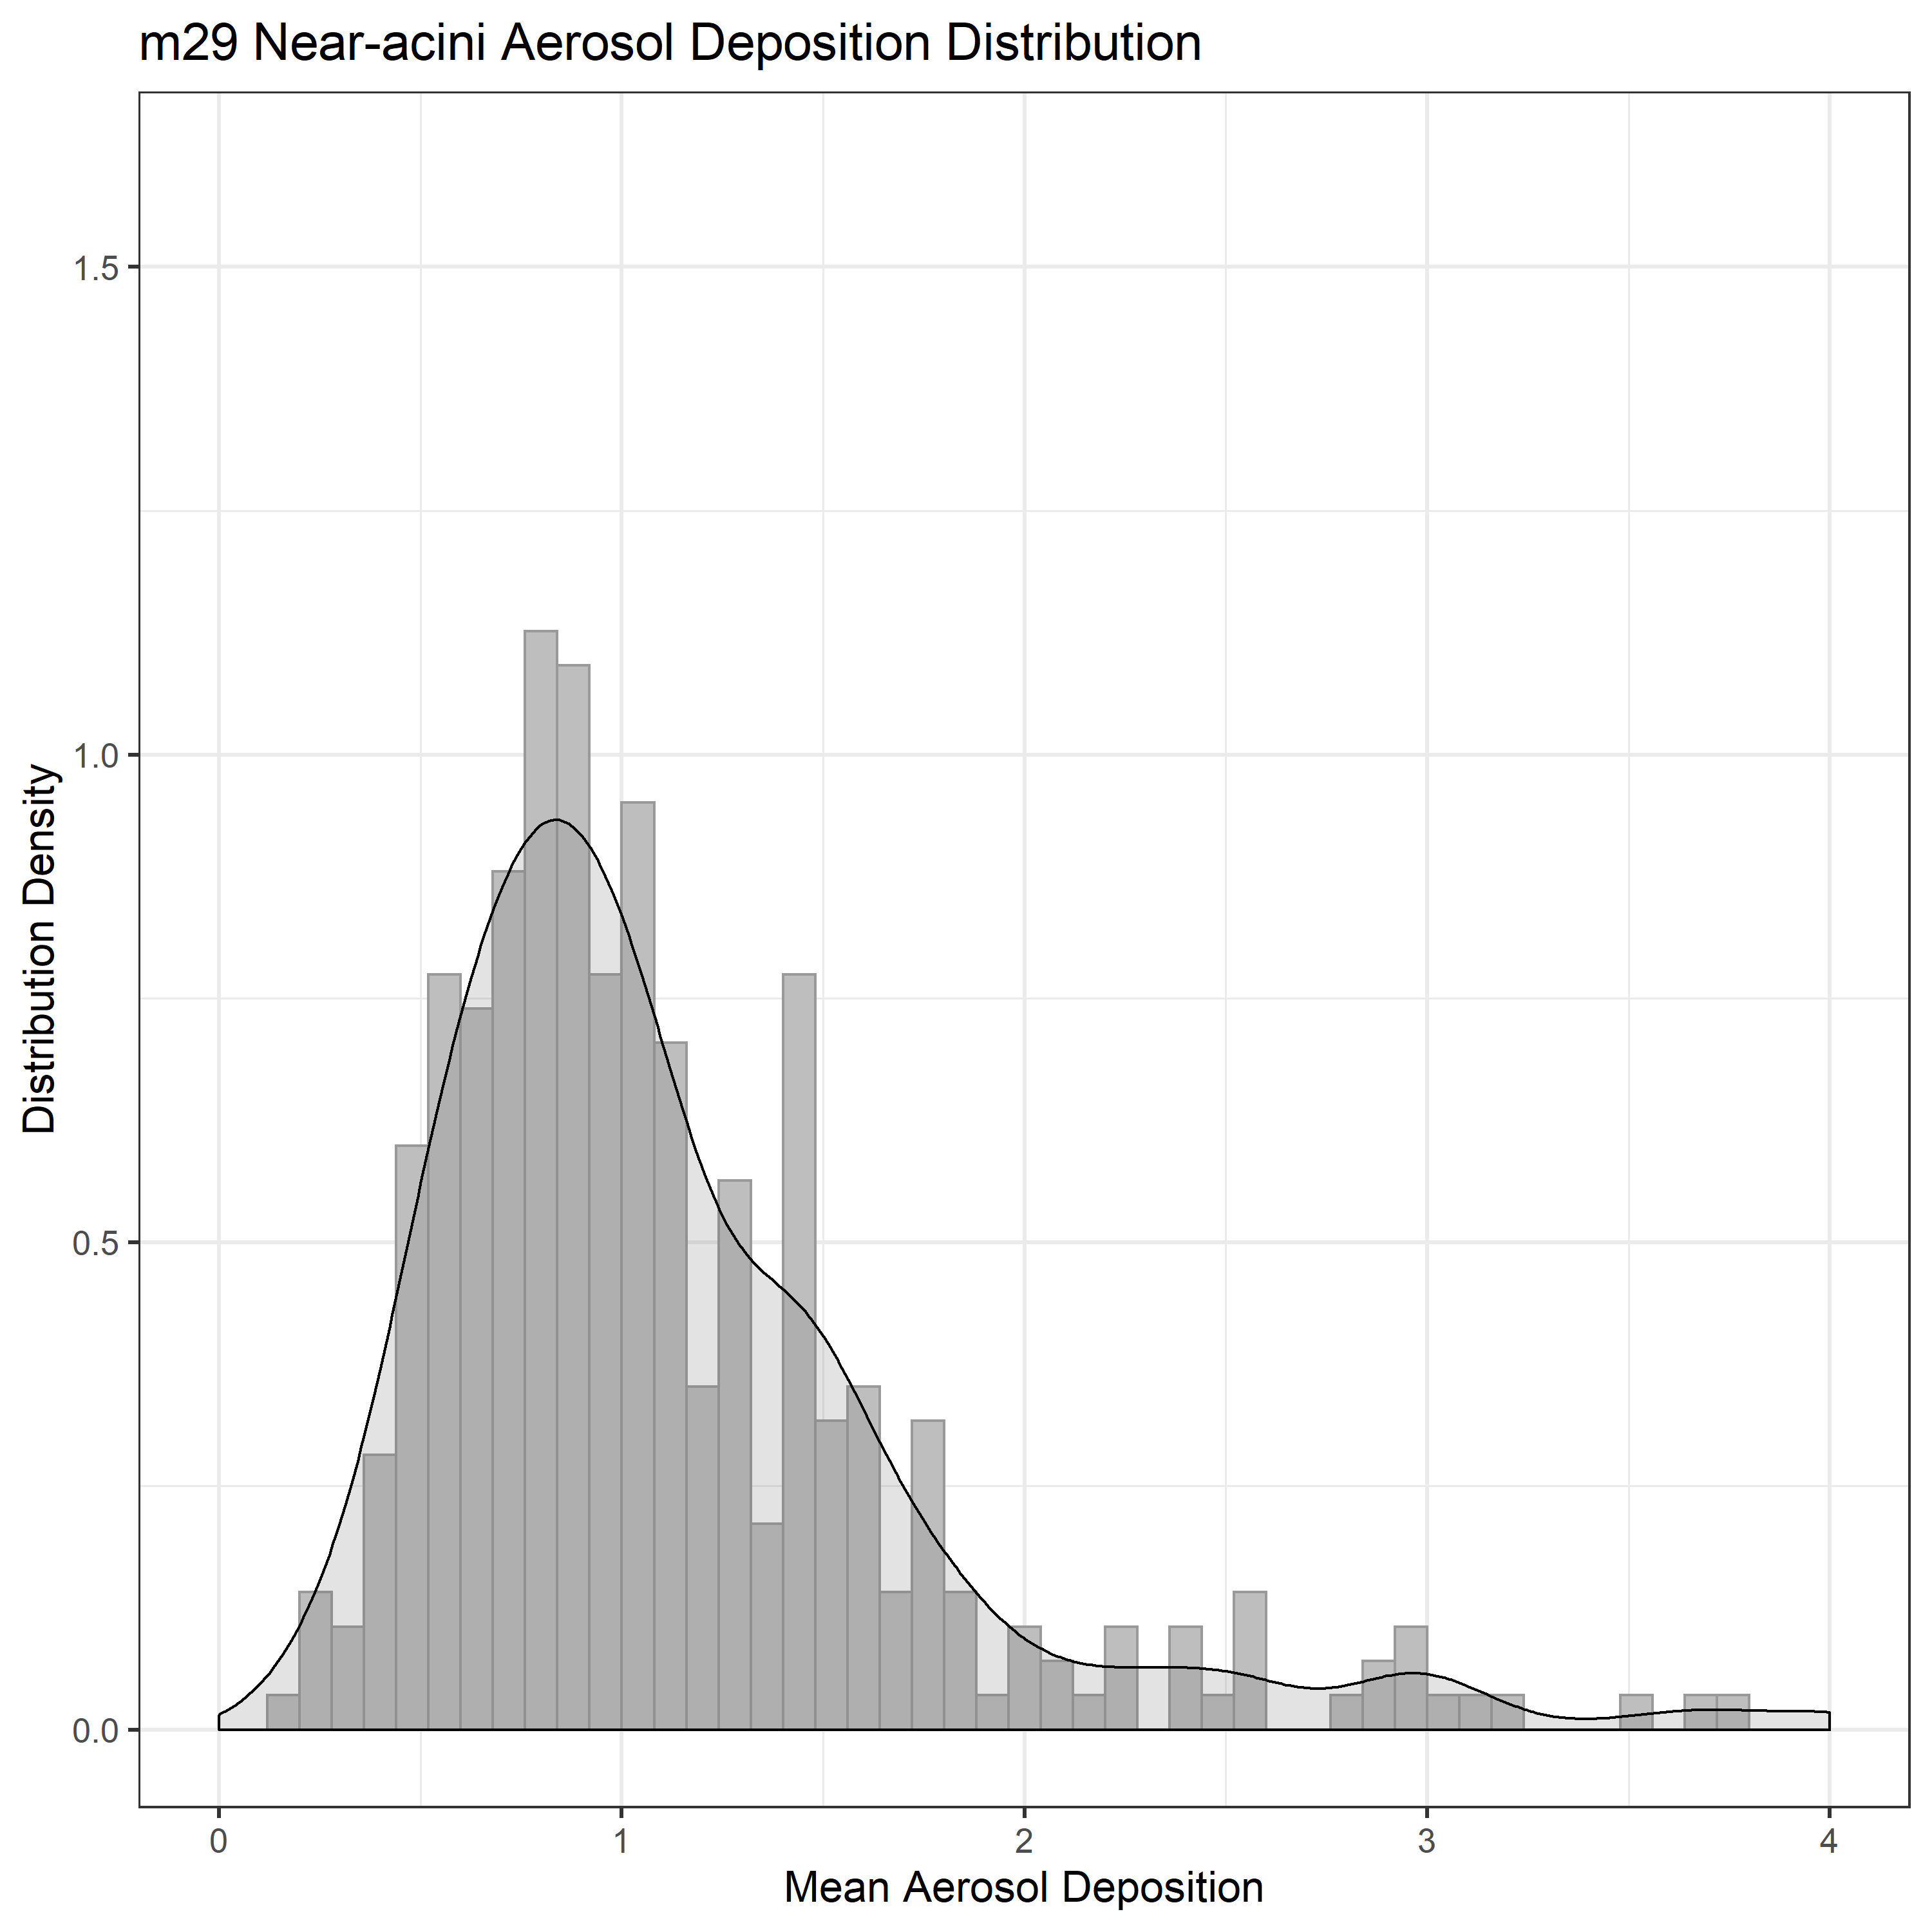 m29 Near-acini Aerosol Deposition Distribution
1.5
1.0
0.5
0.0
Distribution Density
0 1 2 3 4
Mean Aerosol Deposition